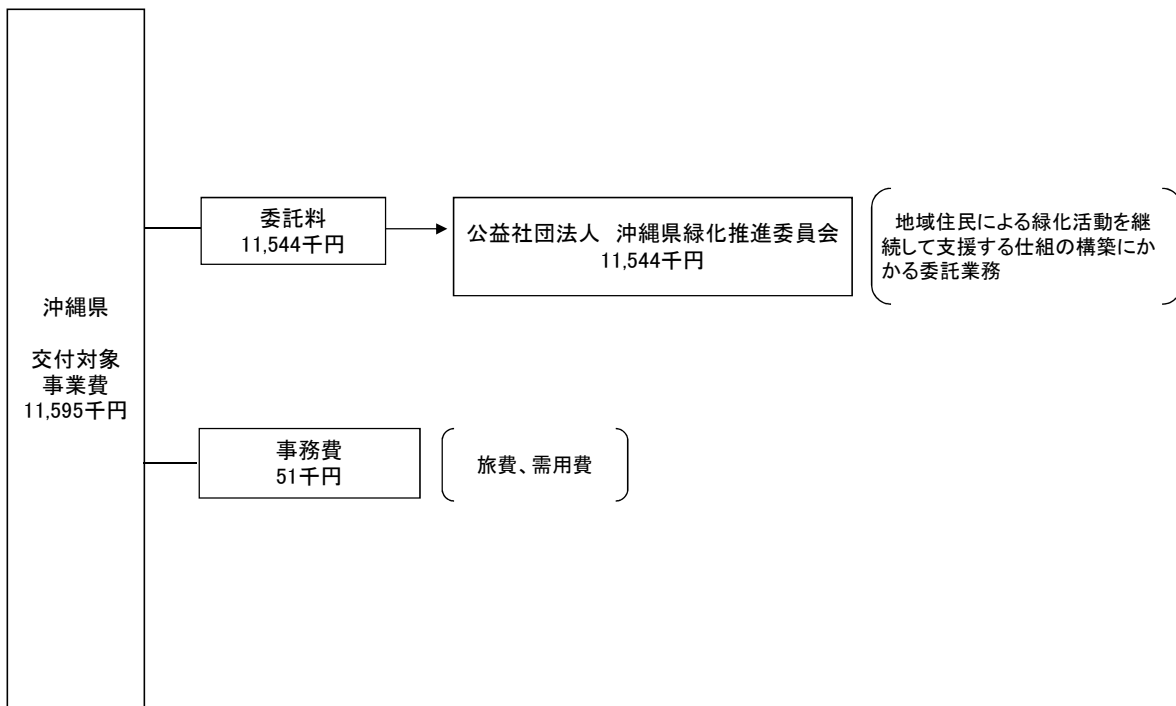 沖縄県
交付対象
事業費
11,595千円
委託料
11,544千円
公益社団法人 沖縄県緑化推進委員会
11,544千円
地域住民による緑化活動を継
続して支援する仕組の構築にか
かる委託業務
事務費
51千円
旅費、需用費